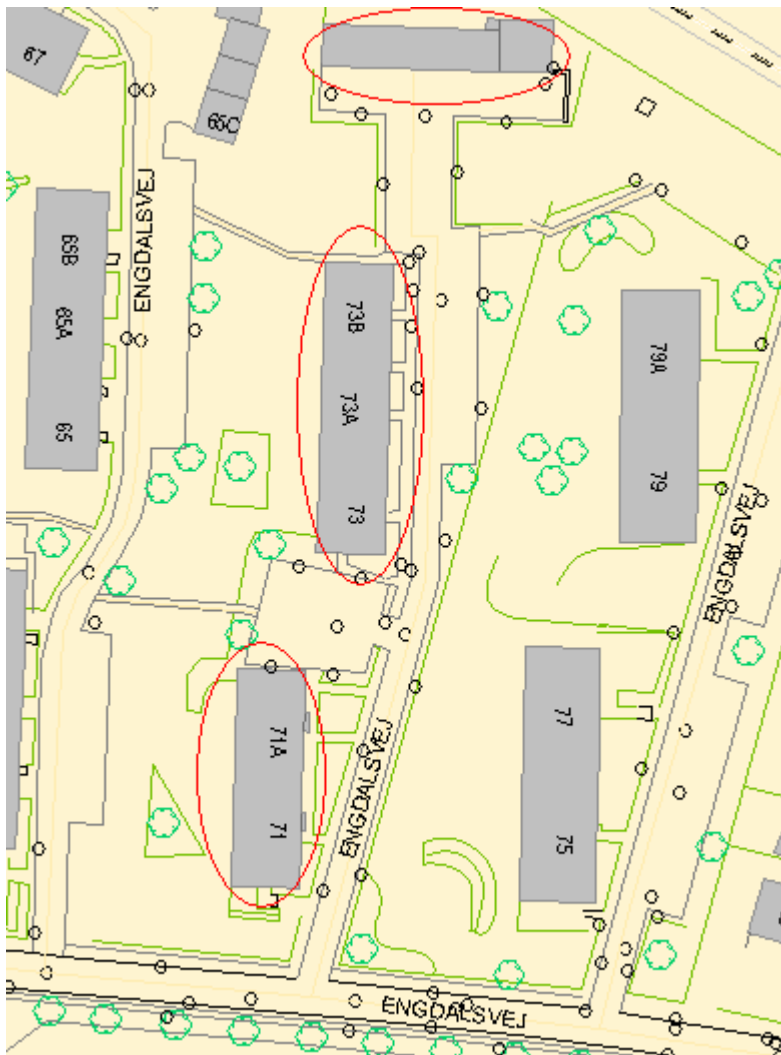 67
65C
ENGDALSVEJ
65B
65A
65
73B
73A
73
79A
79
ENGDALSVEJ
77
75
71A
71
ENGDALSVEJ
ENGDALSVEJ